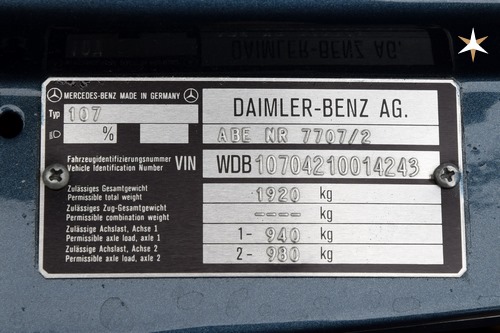 DAIMLER-BENZ AG.
MERCEDES-BENZ MADE IN GERMANY
DAIMLER-BENZ AG.
Typ 107
% ABE NR 7707/2
Fahrzeugidentifizierungsnummer
Vehicle Identification Number VIN WDB10704210014243
Zulässiges Gesamtgewicht
Permissible total weight 1920 kg
Zulässiges Zug-Gesamtgewicht
Permissible combination weight ---- kg
Zulässige Achslast, Achse 1
Permissible axle load, axle 1 1- 940 kg
Zulässige Achslast, Achse 2
Permissible axle load, axle 2 2- 980 kg